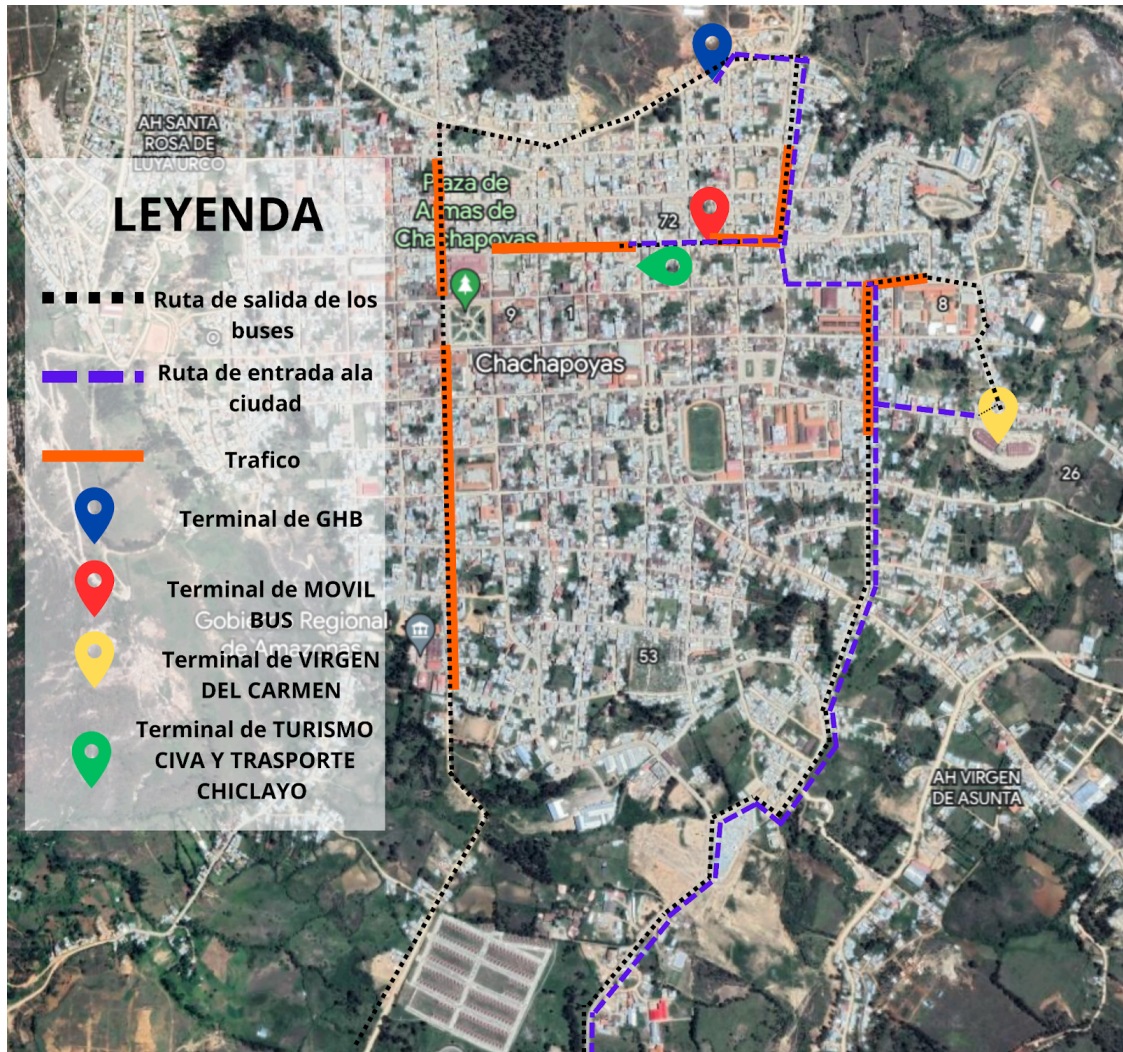 AH SANTA
ROSA DE
LUYA URCO
LEYENDA
Ruta de salida de los
buses
Ruta de entrada ala
ciudad
Trafico
Terminal de GHB
Terminal de MOVIL
BUS
Gobierno Regional
de Amazonas
Terminal de VIRGEN
DEL CARMEN
Terminal de TURISMO
CIVA Y TRASPORTE
CHICLAYO
Plaza de
Armas de
Chachapoyas
72
9
1
8
Chachapoyas
26
53
AH VIRGEN
DE ASUNTA